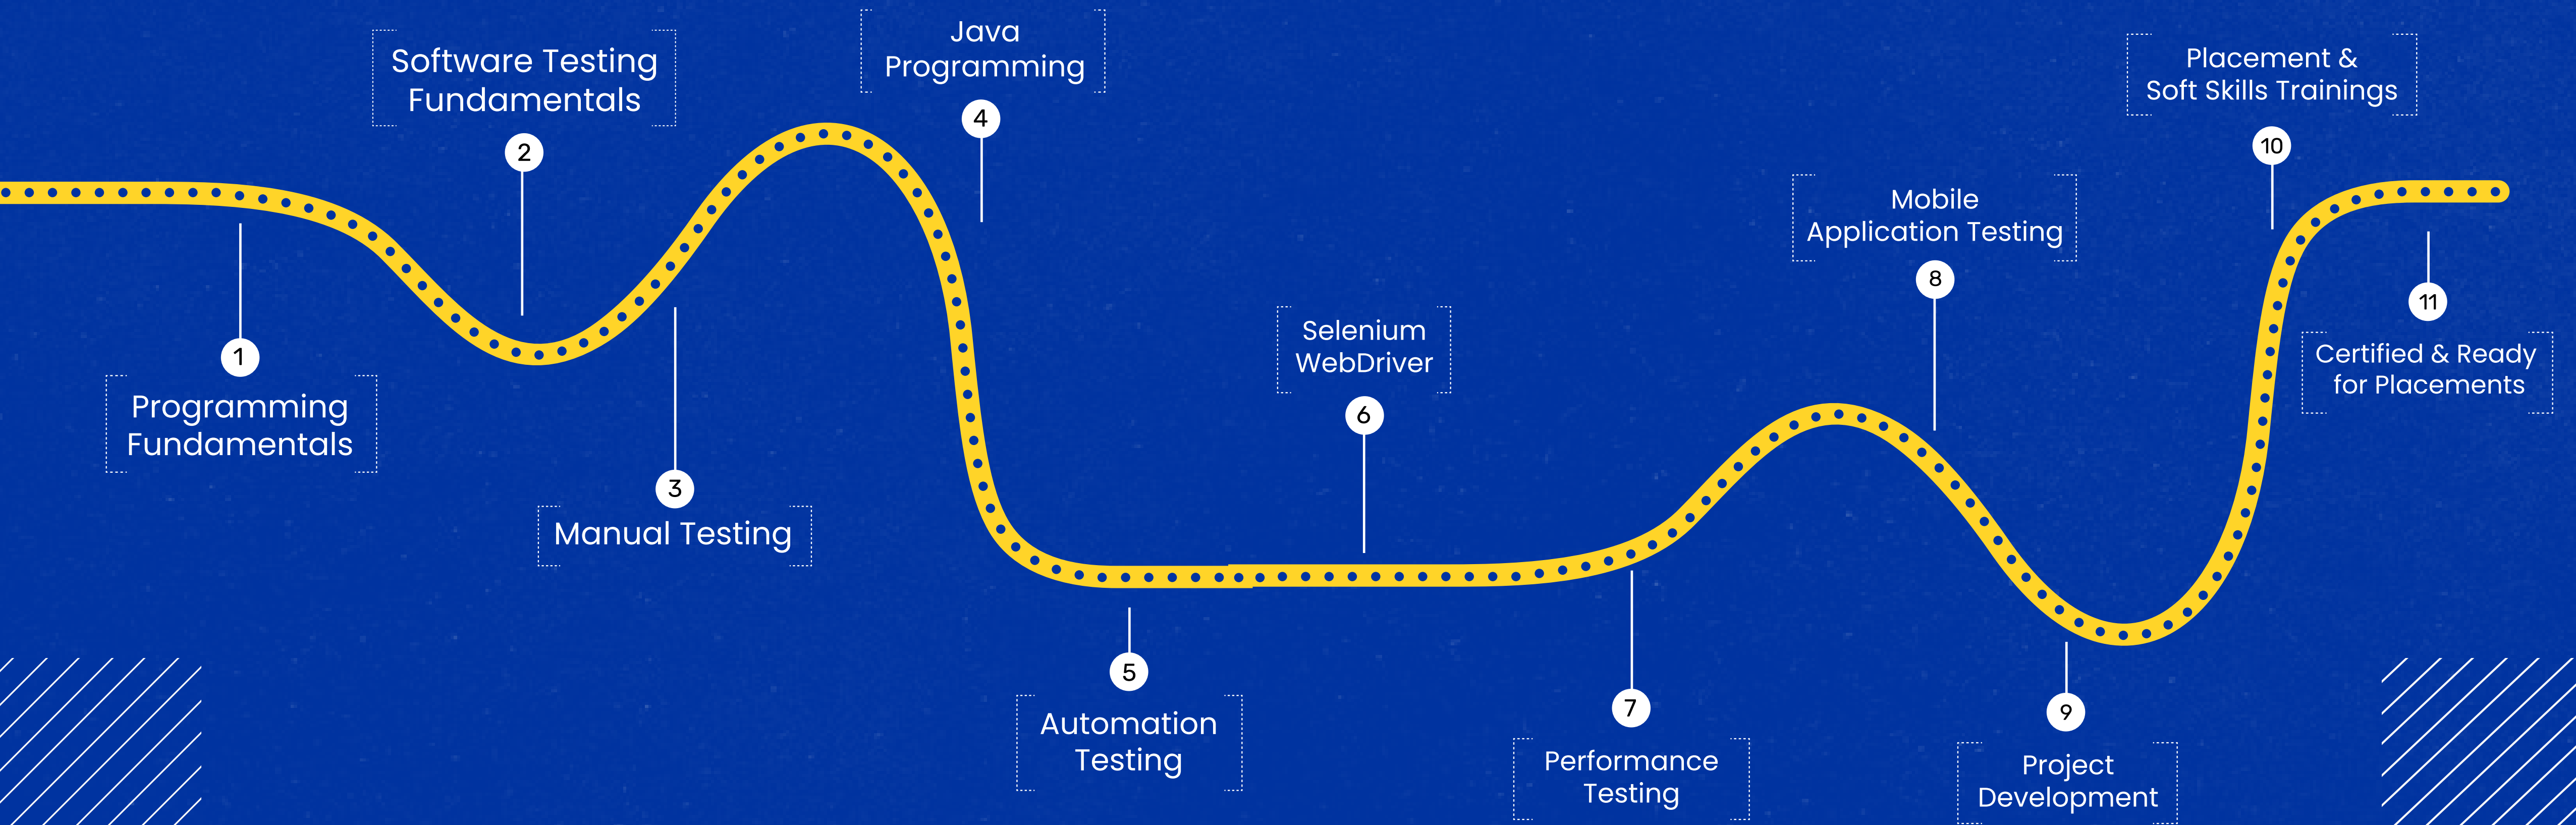 1
Programming
Fundamentals
Software Testing
Fundamentals
2
3
Manual Testing
Java
Programming
4
5
Automation
Testing
Selenium
WebDriver
6
7
Performance
Testing
Mobile
Application Testing
8
9
Project
Development
Placement &
Soft Skills Trainings
10
11
Certified & Ready
for Placements